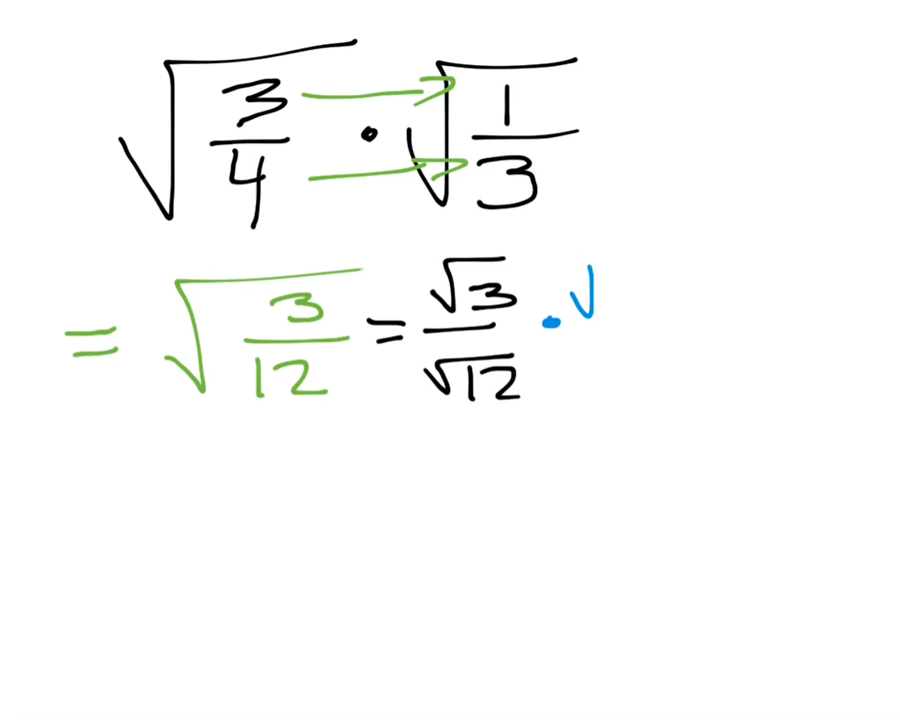 √(3/4) · √(1/3)
= √(3/12) = √3/√12 · √